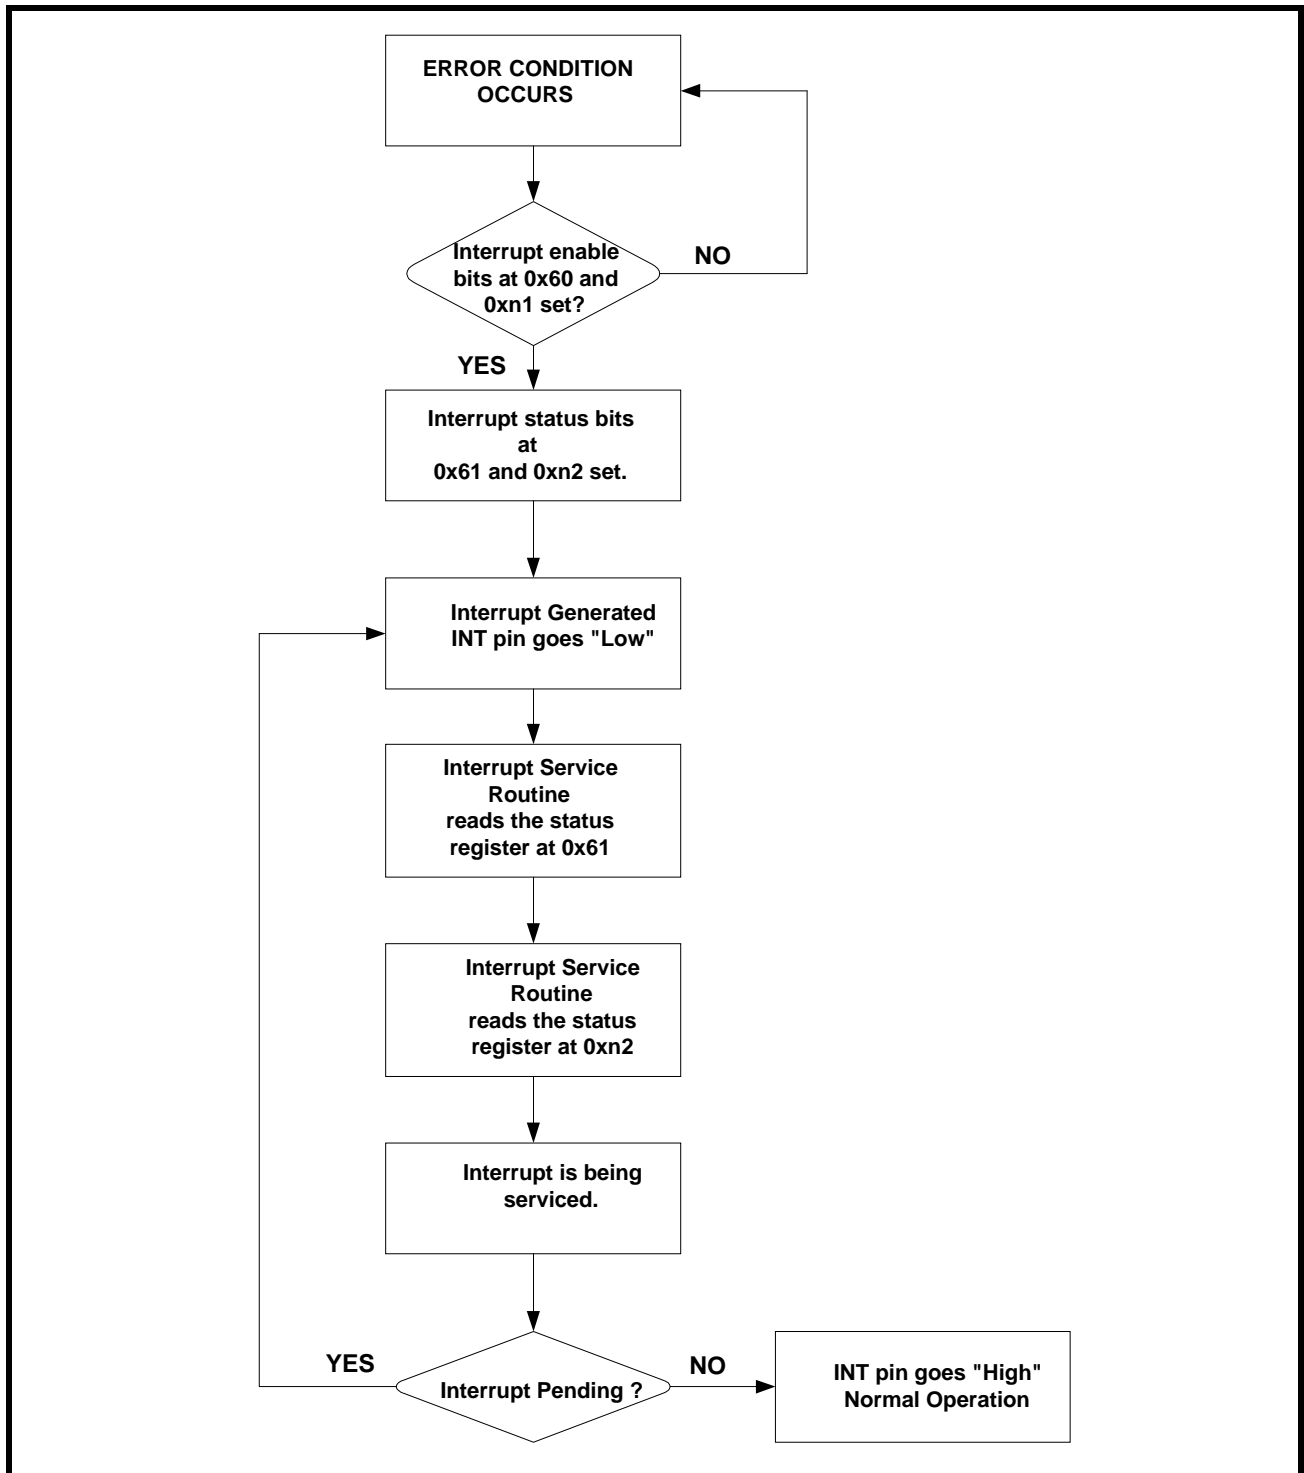 ERROR CONDITION
OCCURS
Interrupt enable
bits at 0x60 and
0xn1 set?
NO
YES
Interrupt status bits
at
0x61 and 0xn2 set.
Interrupt Generated
INT pin goes "Low"
Interrupt Service
Routine
reads the status
register at 0x61
Interrupt Service
Routine
reads the status
register at 0xn2
Interrupt is being
serviced.
YES
Interrupt Pending ?
NO
INT pin goes "High"
Normal Operation